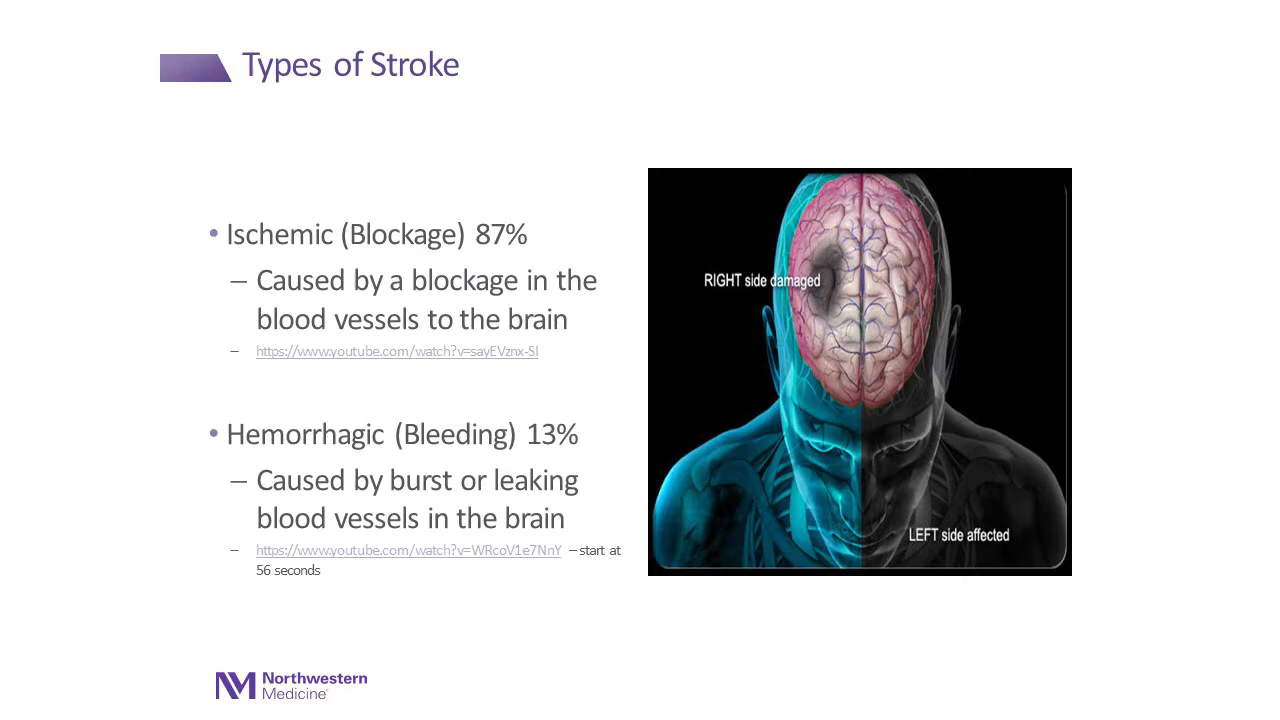 Types of Stroke
• Ischemic (Blockage) 87%
– Caused by a blockage in the
blood vessels to the brain
– https://www.youtube.com/watch?v=sayEVznx-SI
• Hemorrhagic (Bleeding) 13%
– Caused by burst or leaking
blood vessels in the brain
– https://www.youtube.com/watch?v=WRcoV1e7NnY – start at
56 seconds
RIGHT side damaged
LEFT side affected
NM Northwestern
Medicine®